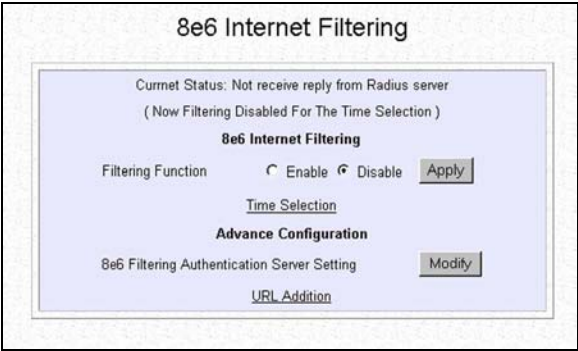 8e6 Internet Filtering
Currnet Status: Not receive reply from Radius server
( Now Filtering Disabled For The Time Selection )
8e6 Internet Filtering
Filtering Function Enable Disable Apply
Time Selection
Advance Configuration
8e6 Filtering Authentication Server Setting Modify
URL Addition